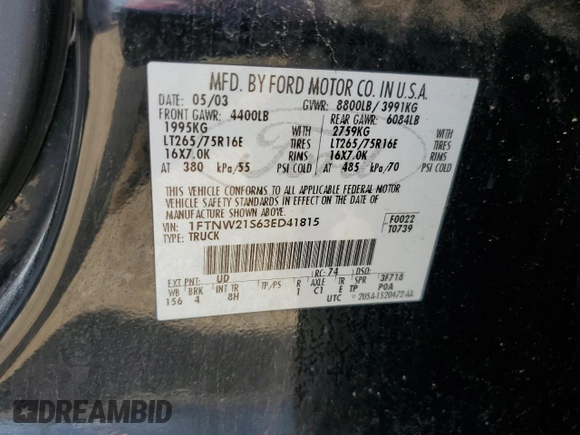 MFD. BY FORD MOTOR CO. IN U.S.A.
DATE: 05/03 GVWR: 8800LB / 3991KG
FRONT GAWR: 4400LB REAR GAWR: 6084LB
1995KG WITH 2759KG WITH
LT265/75R16E TIRES LT265/75R16E TIRES
16X7.0K RIMS 16X7.0K RIMS
AT 380 kPa/55 PSI COLD AT 485 kPa/70 PSI COLD
THIS VEHICLE CONFORMS TO ALL APPLICABLE FEDERAL MOTOR
VEHICLE SAFETY STANDARDS IN EFFECT ON THE DATE OF
MANUFACTURE SHOWN ABOVE.
VIN: 1FTNW21S63ED41815 F0022
TYPE: TRUCK T0739
EXT PNT: UD RC: 74 DSO:
WB BRK INT TR TP/PS R AXLE TR SPR 3F718
156 4 8H 1 C1 E TP P0A
UTC
Ford
DREAMBID